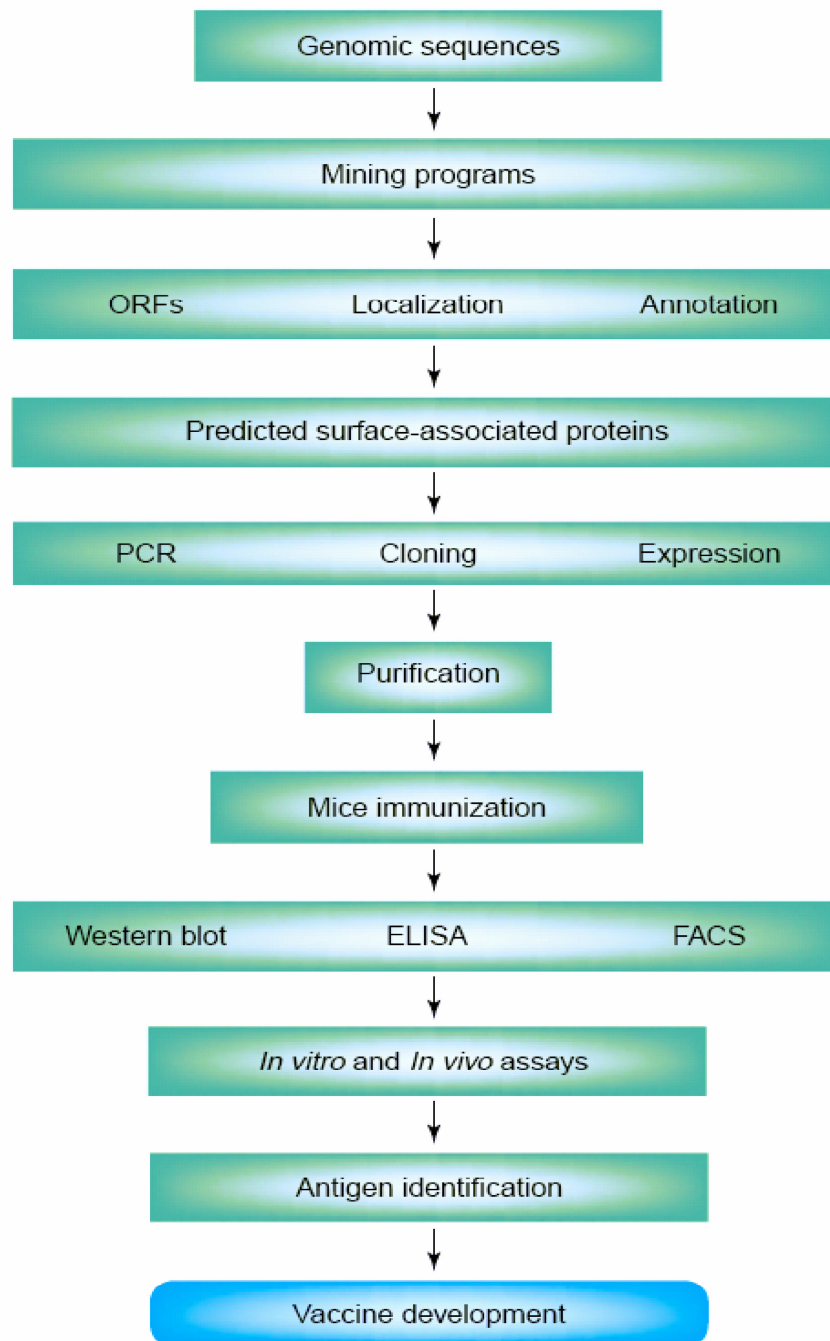 Genomic sequences
Mining programs
ORFs Localization Annotation
Predicted surface-associated proteins
PCR Cloning Expression
Purification
Mice immunization
Western blot ELISA FACS
In vitro and In vivo assays
Antigen identification
Vaccine development